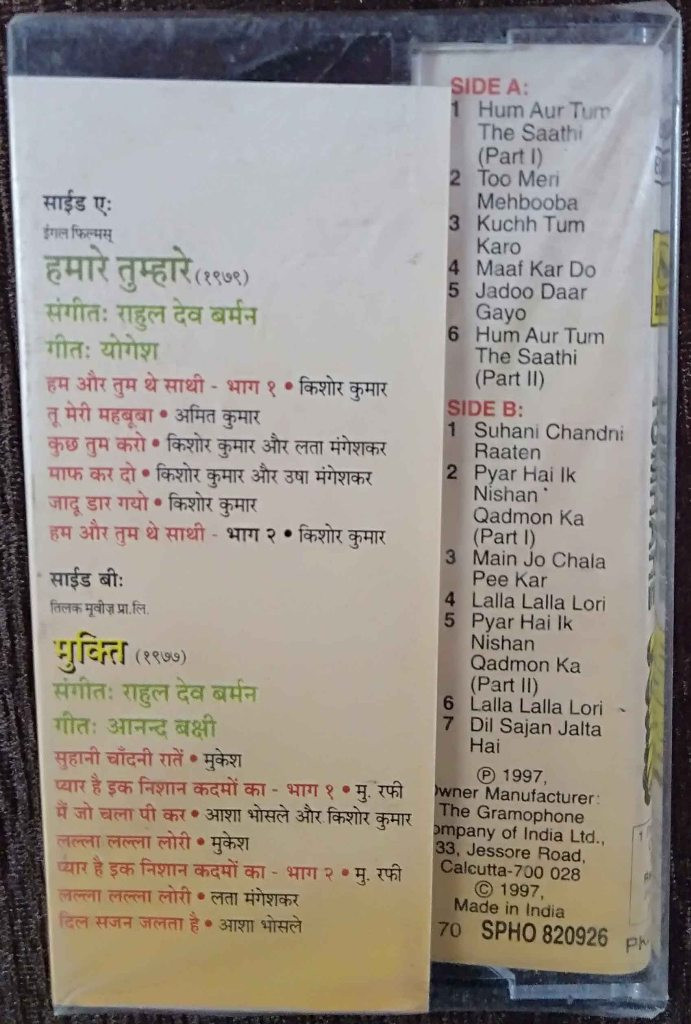 साईड ए:
ईगल फिल्मस्
हमारे तुम्हारे (१९७९)
संगीतः राहुल देव बर्मन
गीतः योगेश
हम और तुम थे साथी - भाग १ • किशोर कुमार
तू मेरी महबूबा • अमित कुमार
कुछ तुम करो • किशोर कुमार और लता मंगेशकर
माफ कर दो • किशोर कुमार और उषा मंगेशकर
जादू डार गयो • किशोर कुमार
हम और तुम थे साथी - भाग २ • किशोर कुमार
साईड बी:
तिलक मूवीज़ प्रा.लि.
मुक्ति (१९७७)
संगीतः राहुल देव बर्मन
गीतः आनन्द बक्षी
सुहानी चाँदनी रातें • मुकेश
प्यार है इक निशान कदमों का - भाग १ • मु. रफी
मैं जो चला पी कर • आशा भोसले और किशोर कुमार
लल्ला लल्ला लोरी • मुकेश
प्यार है इक निशान कदमों का - भाग २ • मु. रफी
लल्ला लल्ला लोरी • लता मंगेशकर
दिल सजन जलता है • आशा भोसले
SIDE A:
1 Hum Aur Tum
The Saathi
(Part I)
2 Too Meri
Mehbooba
3 Kuchh Tum
Karo
4 Maaf Kar Do
5 Jadoo Daar
Gayo
6 Hum Aur Tum
The Saathi
(Part II)
SIDE B:
1 Suhani Chandni
Raaten
2 Pyar Hai Ik
Nishan
Qadmon Ka
(Part I)
3 Main Jo Chala
Pee Kar
4 Lalla Lalla Lori
5 Pyar Hai Ik
Nishan
Qadmon Ka
(Part II)
6 Lalla Lalla Lori
7 Dil Sajan Jalta
Hai
℗ 1997,
wner Manufacturer:
The Gramophone
ompany of India Ltd.,
33, Jessore Road,
Calcutta-700 028
© 1997,
Made in India
70 SPHO 820926